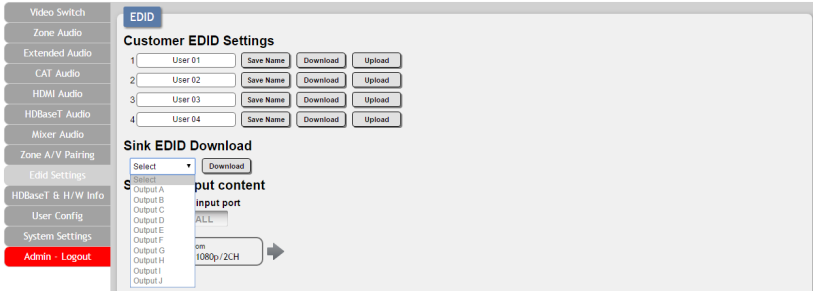 Video Switch
Zone Audio
Extended Audio
CAT Audio
HDMI Audio
HDBaseT Audio
Mixer Audio
Zone A/V Pairing
Edid Settings
HDBaseT & H/W Info
User Config
System Settings
Admin - Logout
EDID
Customer EDID Settings
1 User 01 Save Name Download Upload
2 User 02 Save Name Download Upload
3 User 03 Save Name Download Upload
4 User 04 Save Name Download Upload
Sink EDID Download
Select Download
Select
Output A
Output B
Output C
Output D
Output E
Output F
Output G
Output H
Output I
Output J
content
input port
ALL
1080p/2CH